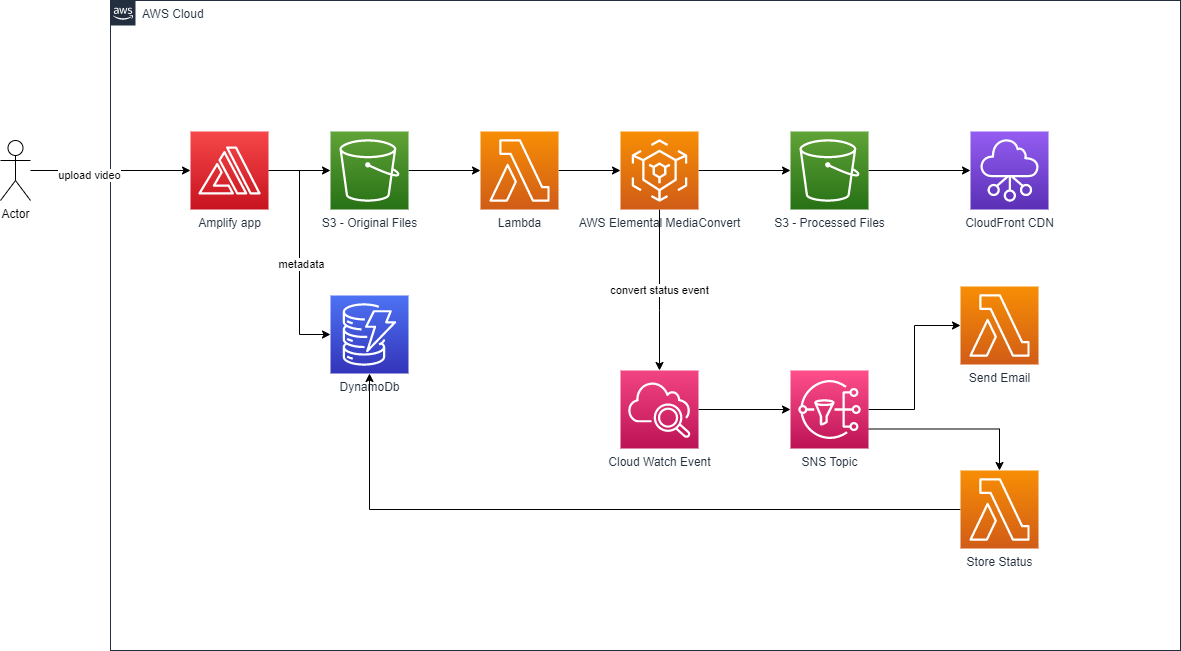 aws
AWS Cloud
upload video
Actor
Amplify app
S3 - Original Files
Lambda
AWS Elemental MediaConvert
S3 - Processed Files
CloudFront CDN
metadata
convert status event
DynamoDb
Send Email
Cloud Watch Event
SNS Topic
Store Status